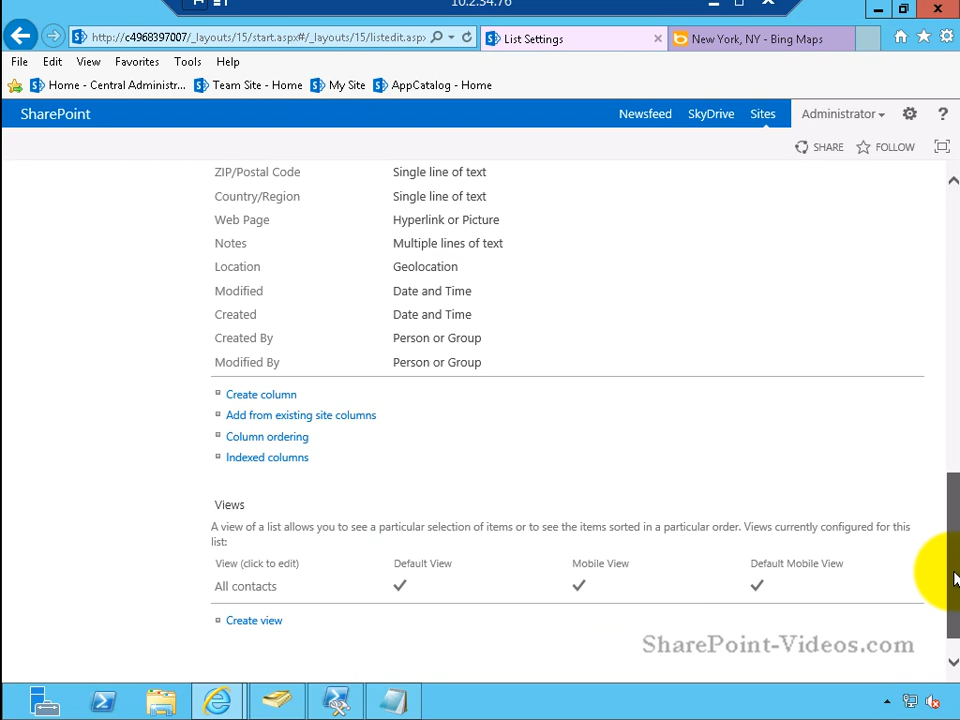 10.2.34.76
http://c4968397007/_layouts/15/start.aspx#/_layouts/15/listedit.aspx
List Settings
New York, NY - Bing Maps
File Edit View Favorites Tools Help
Home - Central Administr... Team Site - Home My Site AppCatalog - Home
SharePoint
Newsfeed SkyDrive Sites Administrator ?
SHARE FOLLOW
ZIP/Postal Code Single line of text
Country/Region Single line of text
Web Page Hyperlink or Picture
Notes Multiple lines of text
Location Geolocation
Modified Date and Time
Created Date and Time
Created By Person or Group
Modified By Person or Group
Create column
Add from existing site columns
Column ordering
Indexed columns
Views
A view of a list allows you to see a particular selection of items or to see the items sorted in a particular order. Views currently configured for this
list:
View (click to edit) Default View Mobile View Default Mobile View
All contacts
Create view
SharePoint-Videos.com